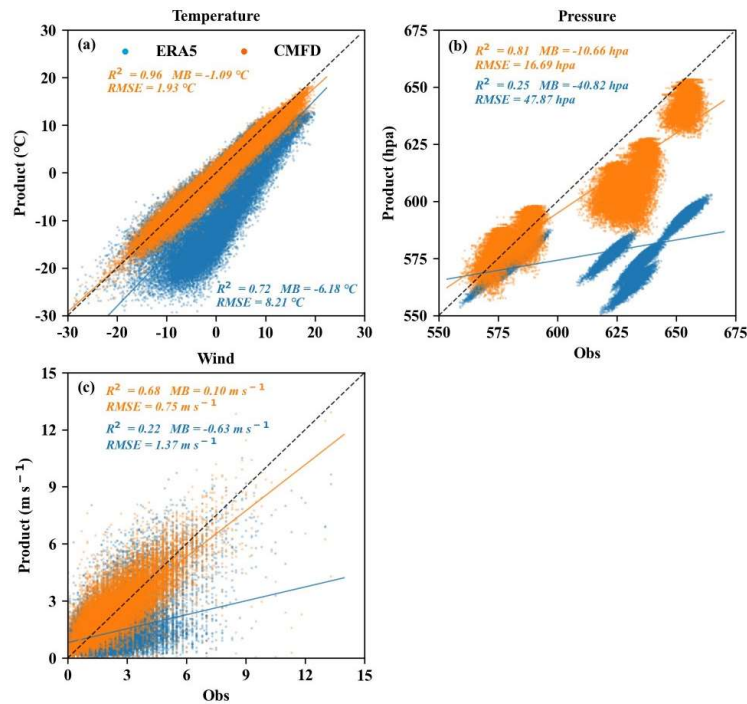 Temperature
(a)
ERA5
CMFD
R² = 0.96 MB = -1.09 °C
RMSE = 1.93 °C
R² = 0.72 MB = -6.18 °C
RMSE = 8.21 °C
Product (°C)
30
20
10
0
-10
-20
-30
-30
-20
-10
0
10
20
30
Pressure
(b)
R² = 0.81 MB = -10.66 hpa
RMSE = 16.69 hpa
R² = 0.25 MB = -40.82 hpa
RMSE = 47.87 hpa
Product (hpa)
675
650
625
600
575
550
550
575
600
625
650
675
Obs
Wind
(c)
R² = 0.68 MB = 0.10 m s⁻¹
RMSE = 0.75 m s⁻¹
R² = 0.22 MB = -0.63 m s⁻¹
RMSE = 1.37 m s⁻¹
Product (m s⁻¹)
15
12
9
6
3
0
0
3
6
9
12
15
Obs